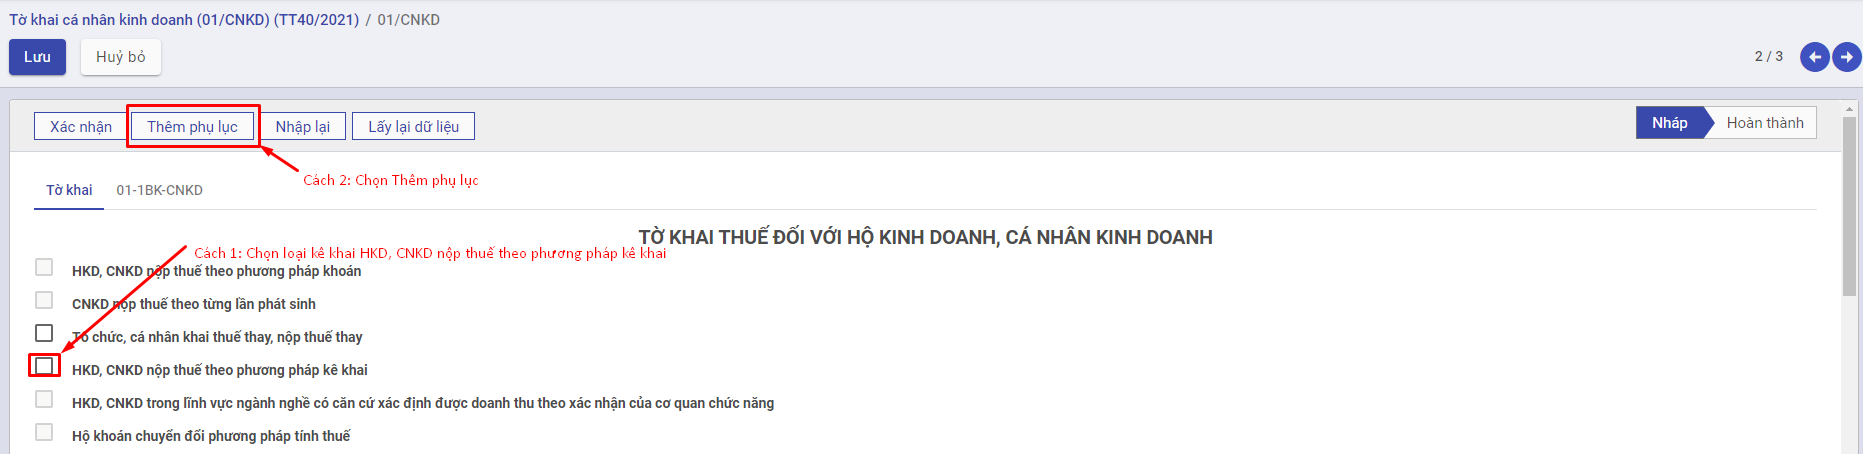 Tờ khai cá nhân kinh doanh (01/CNKD) (TT40/2021) / 01/CNKD
Lưu Huỷ bỏ 2 / 3
Xác nhận Thêm phụ lục Nhập lại Lấy lại dữ liệu Nháp Hoàn thành
Cách 2: Chọn Thêm phụ lục
Tờ khai 01-1BK-CNKD
TỜ KHAI THUẾ ĐỐI VỚI HỘ KINH DOANH, CÁ NHÂN KINH DOANH
Cách 1: Chọn loại kê khai HKD, CNKD nộp thuế theo phương pháp kê khai
HKD, CNKD nộp thuế theo phương pháp khoán
CNKD nộp thuế theo từng lần phát sinh
Tổ chức, cá nhân khai thuế thay, nộp thuế thay
HKD, CNKD nộp thuế theo phương pháp kê khai
HKD, CNKD trong lĩnh vực ngành nghề có căn cứ xác định được doanh thu theo xác nhận của cơ quan chức năng
Hộ khoán chuyển đổi phương pháp tính thuế